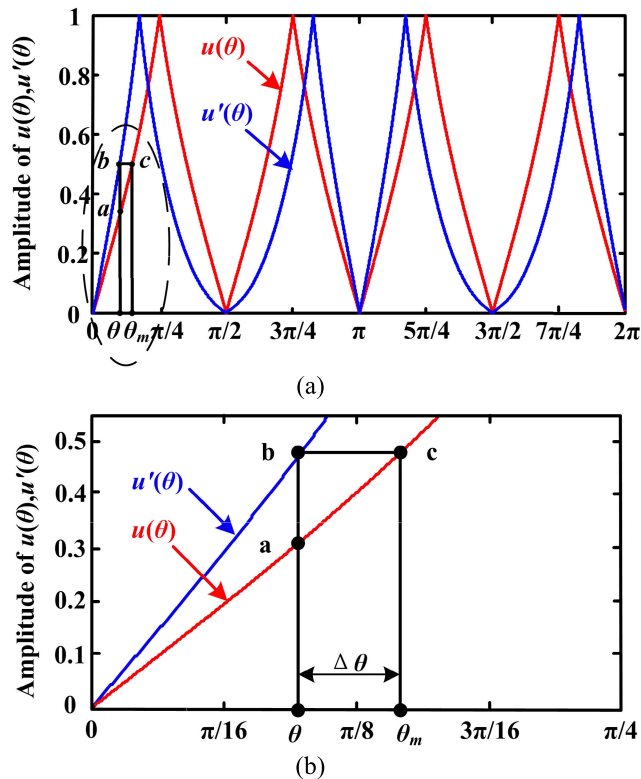 Amplitude of u(θ),u'(θ)
1
0.8
0.6
0.4
0.2
0
u(θ)
u'(θ)
b
c
a
0 θ θm π/4 π/2 3π/4 π 5π/4 3π/2 7π/4 2π
(a)
Amplitude of u(θ),u'(θ)
0.5
0.4
0.3
0.2
0.1
0
b
c
u'(θ)
u(θ)
a
Δ θ
0 π/16 θ π/8 θm 3π/16 π/4
(b)